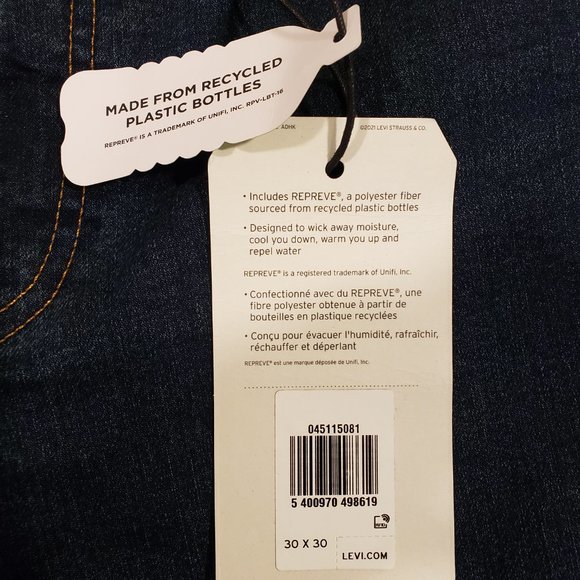 MADE FROM RECYCLED
PLASTIC BOTTLES
REPREVE® IS A TRADEMARK OF UNIFI, INC. RPV-LBT-16
ADHK ©2021 LEVI STRAUSS & CO.
• Includes REPREVE®, a polyester fiber
sourced from recycled plastic bottles
• Designed to wick away moisture,
cool you down, warm you up and
repel water
REPREVE® is a registered trademark of Unifi, Inc.
• Confectionné avec du REPREVE®, une
fibre polyester obtenue à partir de
bouteilles en plastique recyclées
• Conçu pour évacuer l'humidité, rafraîchir,
réchauffer et déperlant
REPREVE® est une marque déposée de Unifi, Inc.
045115081
5 400970 498619
RFID
30 X 30
LEVI.COM